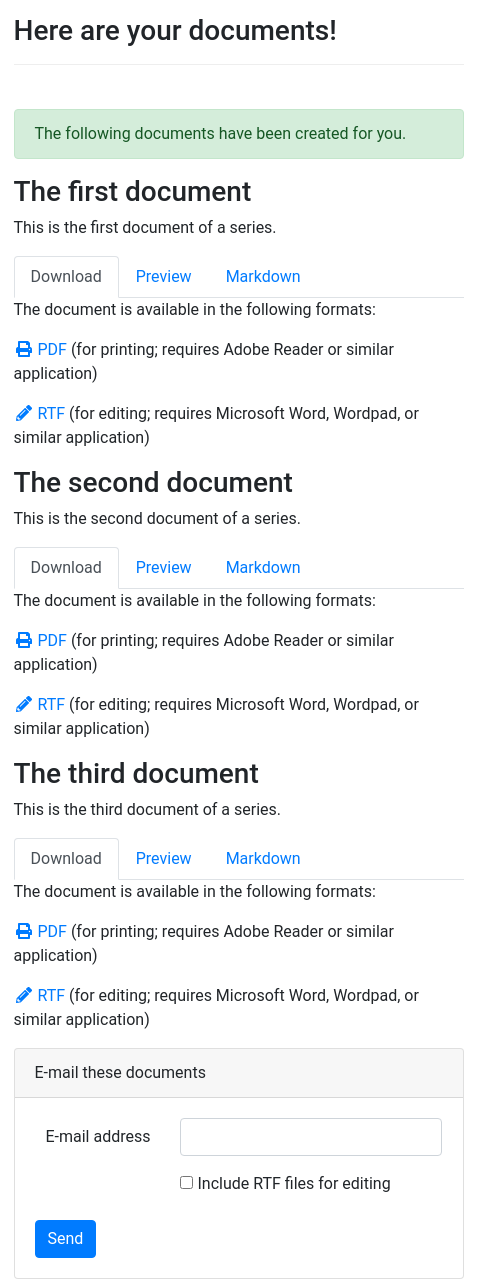 Here are your documents!
The following documents have been created for you.
The first document
This is the first document of a series.
Download Preview Markdown
The document is available in the following formats:
PDF (for printing; requires Adobe Reader or similar
application)
RTF (for editing; requires Microsoft Word, Wordpad, or
similar application)
The second document
This is the second document of a series.
Download Preview Markdown
The document is available in the following formats:
PDF (for printing; requires Adobe Reader or similar
application)
RTF (for editing; requires Microsoft Word, Wordpad, or
similar application)
The third document
This is the third document of a series.
Download Preview Markdown
The document is available in the following formats:
PDF (for printing; requires Adobe Reader or similar
application)
RTF (for editing; requires Microsoft Word, Wordpad, or
similar application)
E-mail these documents
E-mail address
Include RTF files for editing
Send